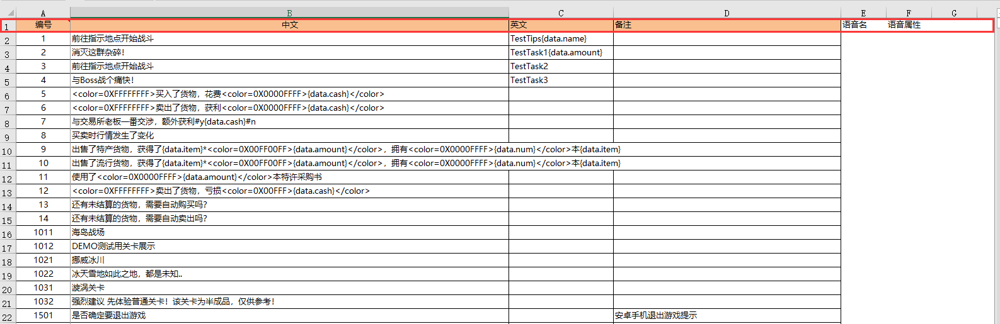 A B C D E F G
1 编号 中文 英文 备注 语音名 语音属性
2 1 前往指示地点开始战斗 TestTips{data.name}
3 2 消灭这群杂碎！ TestTask1{data.amount}
4 3 前往指示地点开始战斗 TestTask2
5 4 与Boss战个痛快！ TestTask3
6 5 <color=0XFFFFFFFF>买入了货物，花费<color=0X0000FFFF>{data.cash}</color>
7 6 <color=0XFFFFFFFF>卖出了货物，获利<color=0X0000FFFF>{data.cash}</color>
8 7 与交易所老板一番交涉，额外获利#y{data.cash}#n
9 8 买卖时行情发生了变化
10 9 出售了特产货物，获得了{data.item}*<color=0X00FF00FF>{data.amount}</color>，拥有<color=0X0000FFFF>{data.num}</color>本{data.item}
11 10 出售了流行货物，获得了{data.item}*<color=0X00FF00FF>{data.amount}</color>，拥有<color=0X0000FFFF>{data.num}</color>本{data.item}
12 11 使用了<color=0X0000FFFF>{data.amount}</color>本特许采购书
13 12 <color=0XFFFFFFFF>卖出了货物，亏损<color=0X00FFF>{data.cash}</color>
14 13 还有未结算的货物，需要自动购买吗？
15 14 还有未结算的货物，需要自动卖出吗？
16 1011 海岛战场
17 1012 DEMO测试用关卡展示
18 1021 挪威冰川
19 1022 冰天雪地如此之地，都是未知..
20 1031 漩涡关卡
21 1032 强烈建议 先体验普通关卡！该关卡为半成品，仅供参考！
22 1501 是否确定要退出游戏 安卓手机退出游戏提示